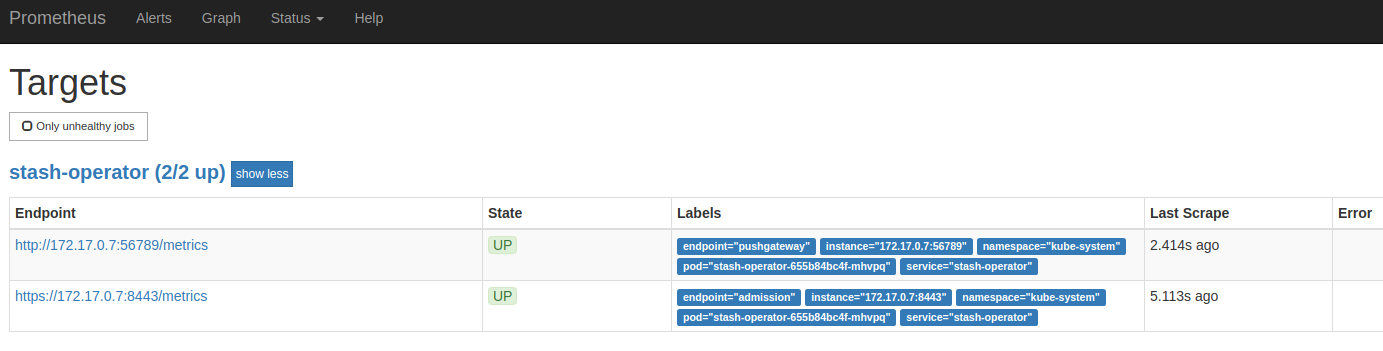 Prometheus Alerts Graph Status Help
Targets
Only unhealthy jobs
stash-operator (2/2 up) show less
Endpoint State Labels Last Scrape Error
http://172.17.0.7:56789/metrics UP endpoint="pushgateway" instance="172.17.0.7:56789" namespace="kube-system" 2.414s ago
pod="stash-operator-655b84bc4f-mhvpq" service="stash-operator"
https://172.17.0.7:8443/metrics UP endpoint="admission" instance="172.17.0.7:8443" namespace="kube-system" 5.113s ago
pod="stash-operator-655b84bc4f-mhvpq" service="stash-operator"